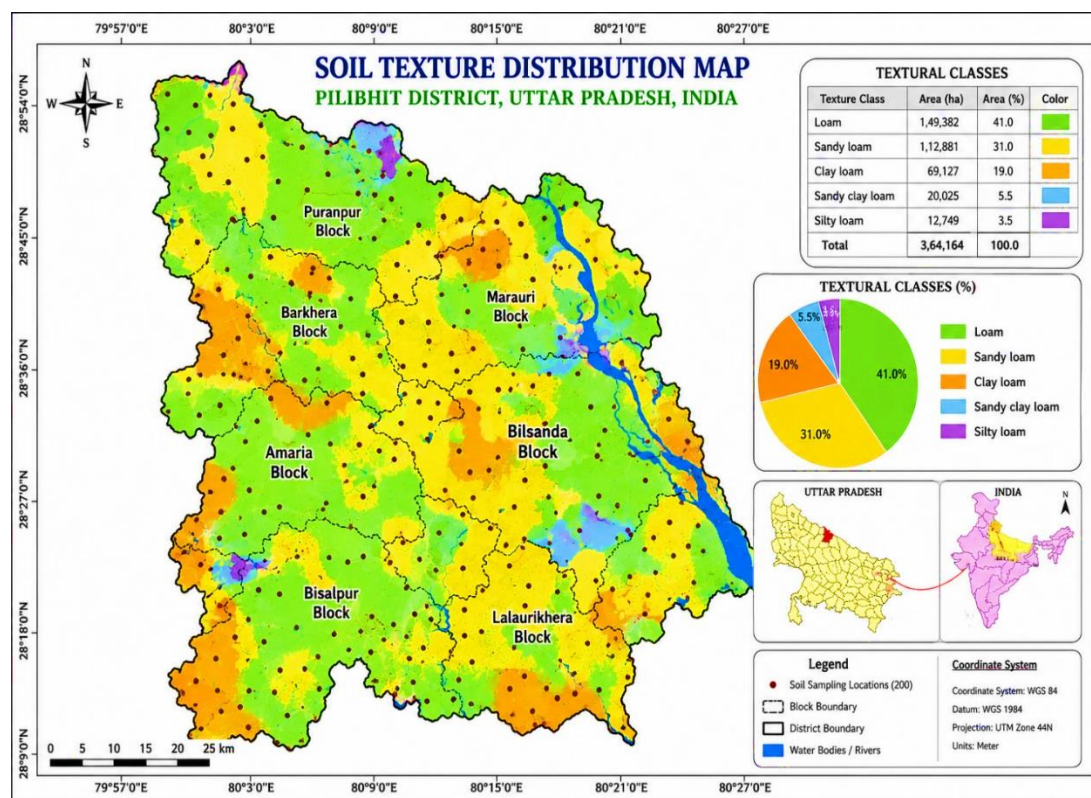 79°57'0"E 80°3'0"E 80°9'0"E 80°15'0"E 80°21'0"E 80°27'0"E
SOIL TEXTURE DISTRIBUTION MAP
PILIBHIT DISTRICT, UTTAR PRADESH, INDIA
N
W E
S
28°54'0"N
28°45'0"N
28°36'0"N
28°27'0"N
28°18'0"N
28°9'0"N
Puranpur
Block
Barkhera
Block
Marauri
Block
Amaria
Block
Bilsanda
Block
Bisalpur
Block
Lalaurikhera
Block
0 5 10 15 20 25 km
79°57'0"E 80°3'0"E 80°9'0"E 80°15'0"E 80°21'0"E 80°27'0"E
TEXTURAL CLASSES
Texture Class Area (ha) Area (%) Color
Loam 1,49,382 41.0
Sandy loam 1,12,881 31.0
Clay loam 69,127 19.0
Sandy clay loam 20,025 5.5
Silty loam 12,749 3.5
Total 3,64,164 100.0
TEXTURAL CLASSES (%)
5.5%
19.0%
41.0%
31.0%
Loam
Sandy loam
Clay loam
Sandy clay loam
Silty loam
UTTAR PRADESH
INDIA
N
Legend
Soil Sampling Locations (200)
Block Boundary
District Boundary
Water Bodies / Rivers
Coordinate System
Coordinate System: WGS 84
Datum: WGS 1984
Projection: UTM Zone 44N
Units: Meter